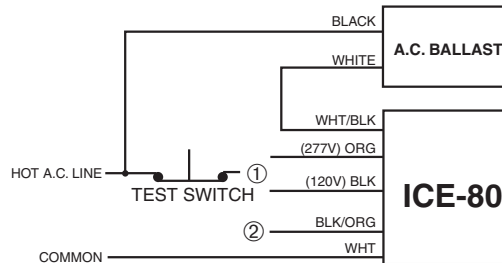 BLACK
A.C. BALLAST
WHITE
WHT/BLK
(277V) ORG
HOT A.C. LINE
①
TEST SWITCH
(120V) BLK
ICE-80
BLK/ORG
②
WHT
COMMON